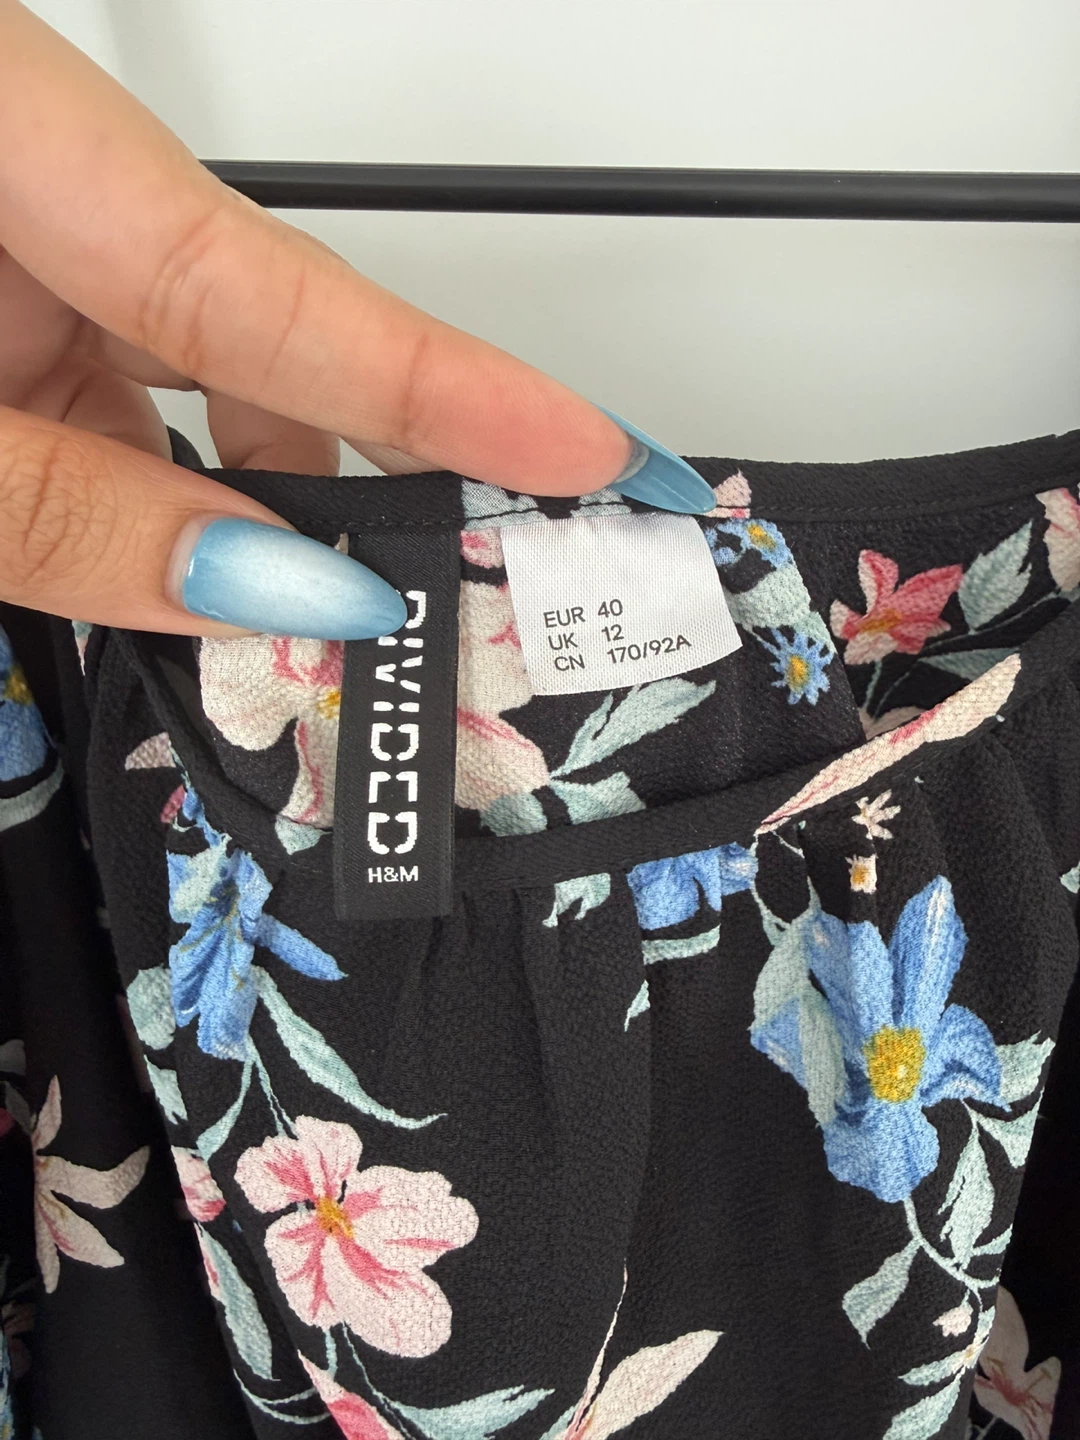 DIVIDED
H&M
EUR 40
UK 12
CN 170/92A